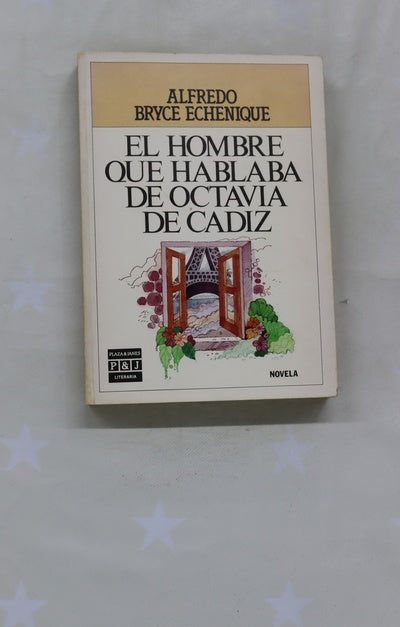 ALFREDO
BRYCE ECHENIQUE
EL HOMBRE
QUE HABLABA
DE OCTAVIA
DE CADIZ
PLAZA & JANES
P&J
LITERARIA
NOVELA